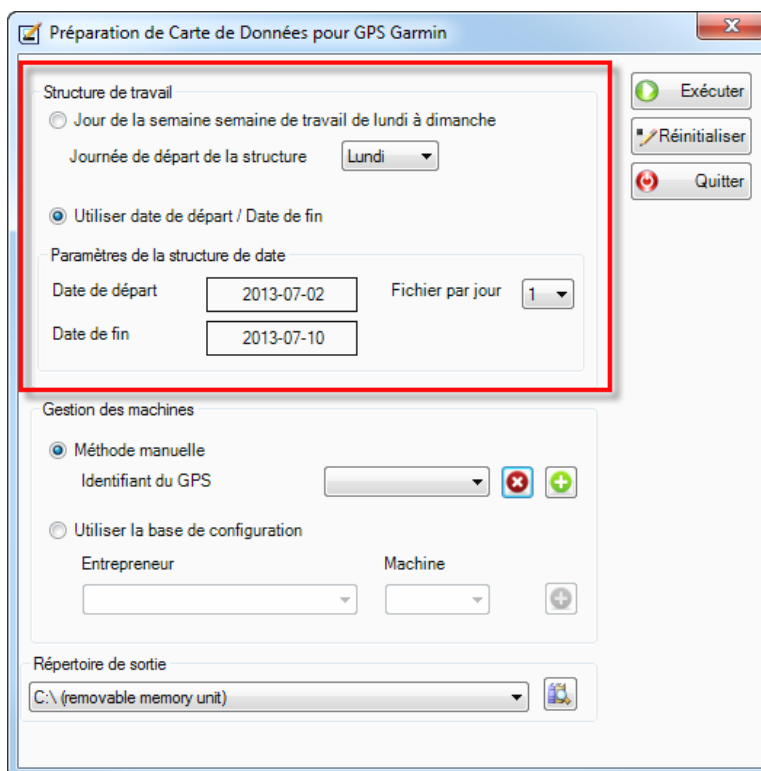 Préparation de Carte de Données pour GPS Garmin
Structure de travail
Jour de la semaine semaine de travail de lundi à dimanche
Journée de départ de la structure Lundi
Utiliser date de départ / Date de fin
Paramètres de la structure de date
Date de départ 2013-07-02 Fichier par jour 1
Date de fin 2013-07-10
Exécuter
Réinitialiser
Quitter
Gestion des machines
Méthode manuelle
Identifiant du GPS
Utiliser la base de configuration
Entrepreneur Machine
Répertoire de sortie
C:\ (removable memory unit)